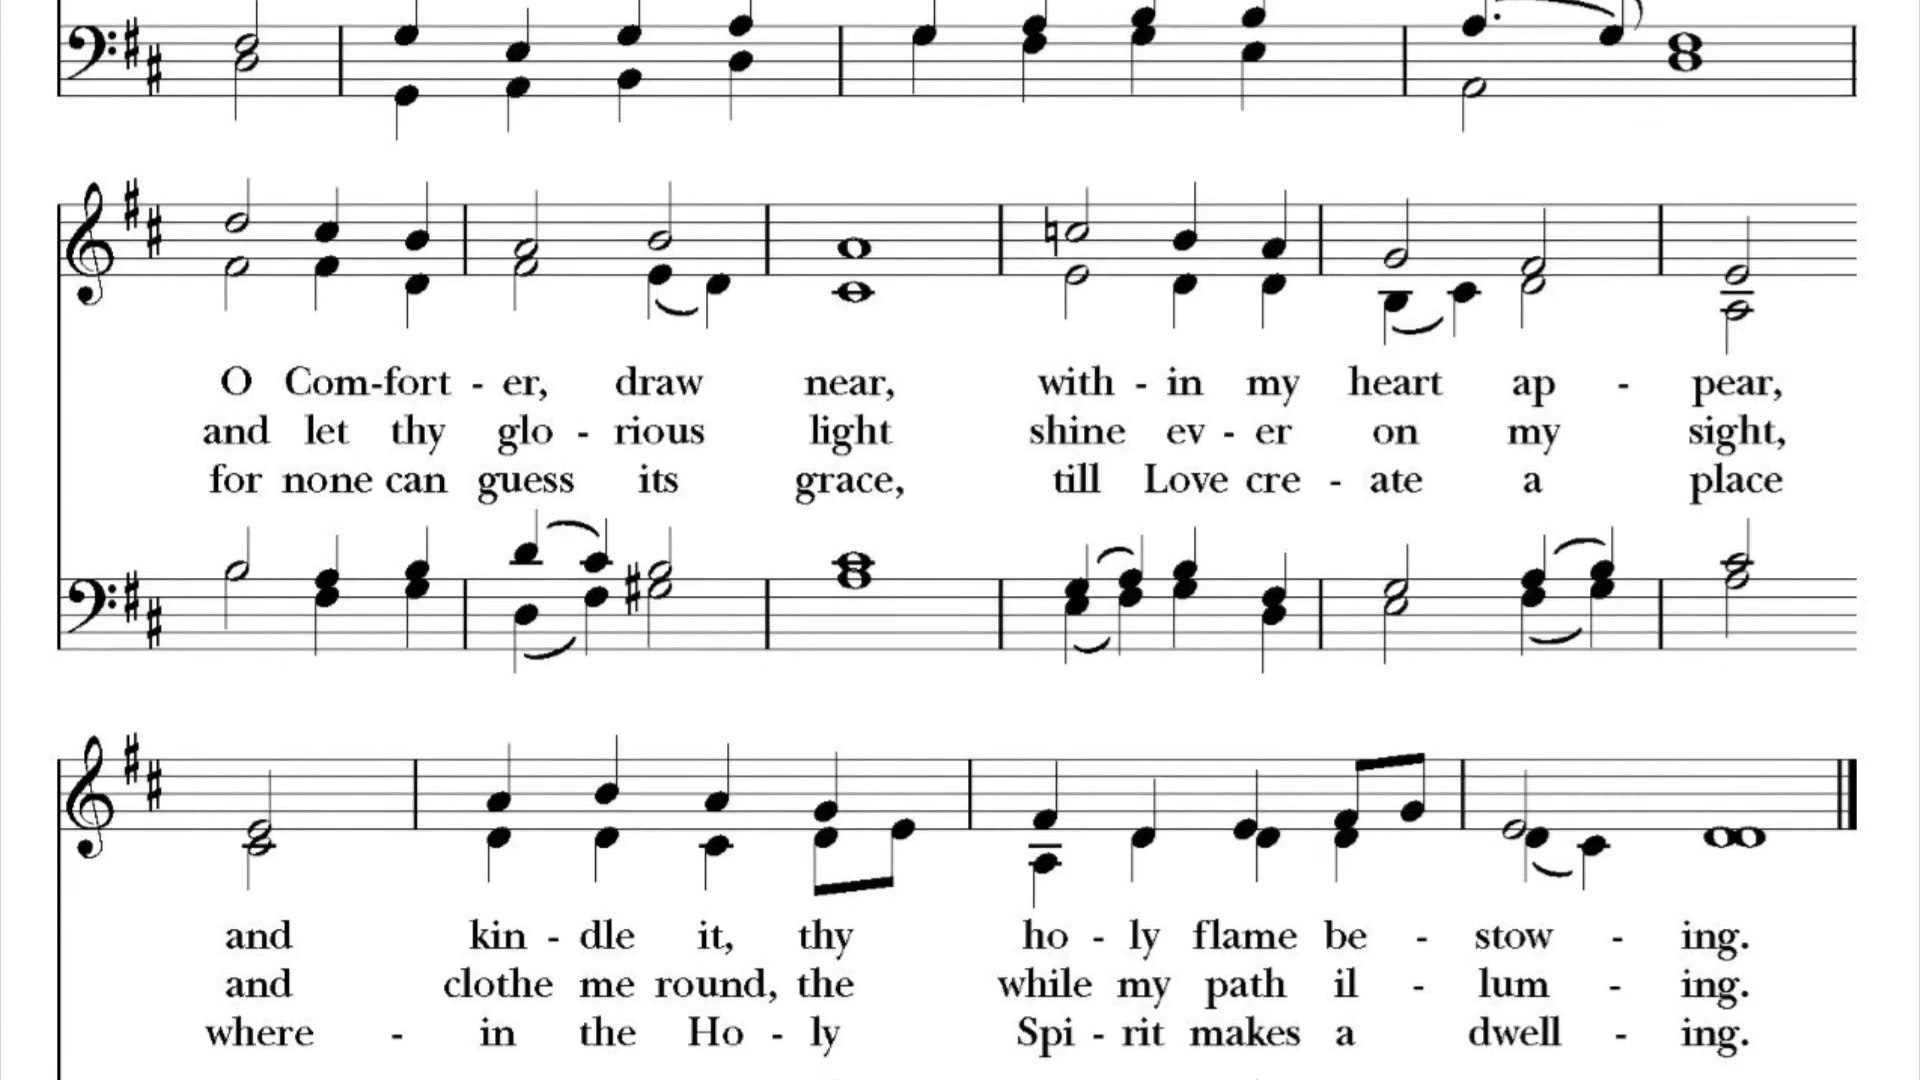 O Com-fort - er, draw near, with - in my heart ap - pear,
and let thy glo - rious light shine ev - er on my sight,
for none can guess its grace, till Love cre - ate a place
and kin - dle it, thy ho - ly flame be - stow - ing.
and clothe me round, the while my path il - lum - ing.
where - in the Ho - ly Spi - rit makes a dwell - ing.